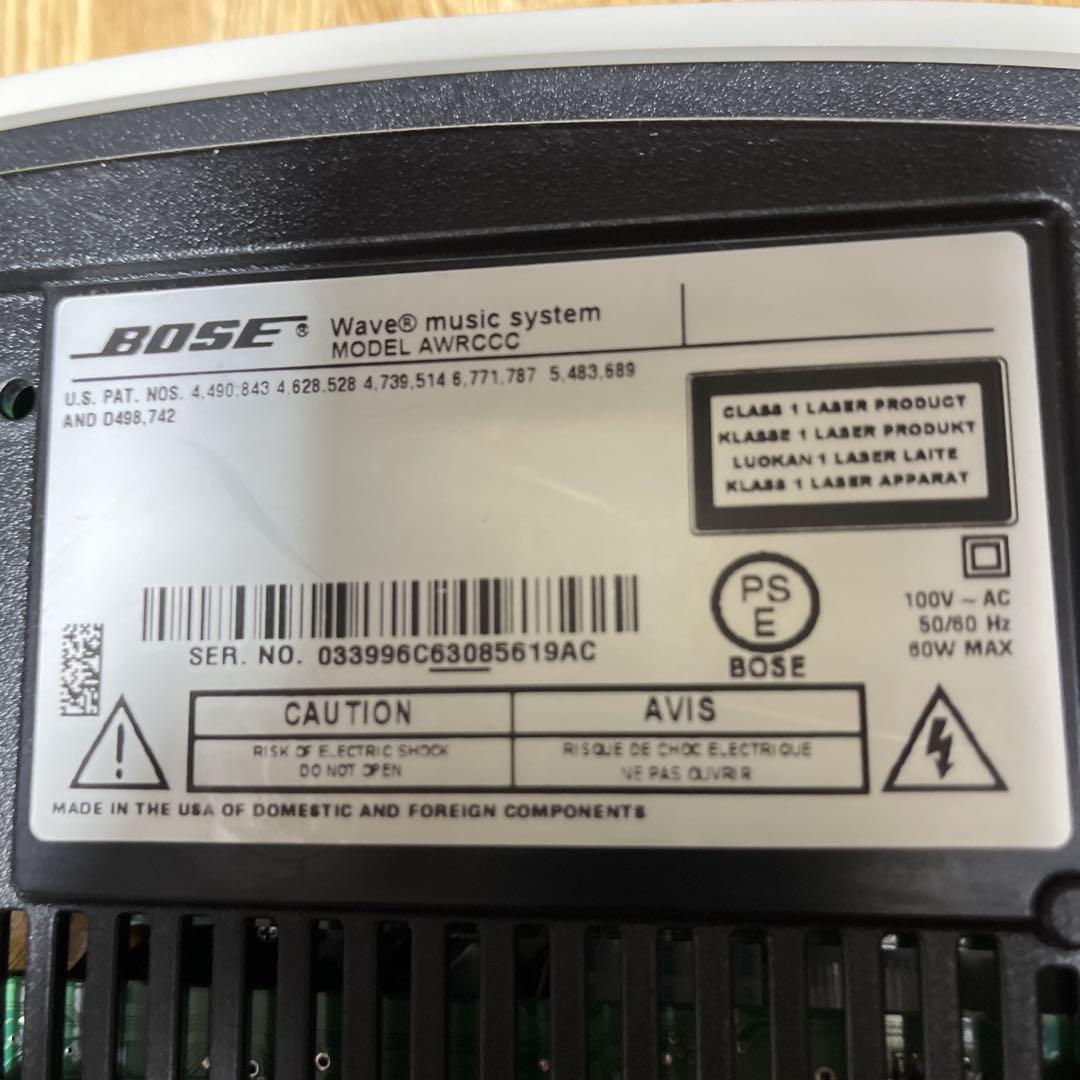 BOSE® Wave® music system
MODEL AWRCCC
U.S. PAT. NOS. 4,490,843 4,628,528 4,739,514 6,771,787 5,483,689
AND D498,742
CLASS 1 LASER PRODUCT
KLASSE 1 LASER PRODUKT
LUOKAN 1 LASER LAITE
KLASS 1 LASER APPARAT
PS
E
BOSE
100V ~ AC
50/60 Hz
60W MAX
SER. NO. 033996C63085619AC
CAUTION
RISK OF ELECTRIC SHOCK
DO NOT OPEN
AVIS
RISQUE DE CHOC ELECTRIQUE
NE PAS OUVRIR
MADE IN THE USA OF DOMESTIC AND FOREIGN COMPONENTS